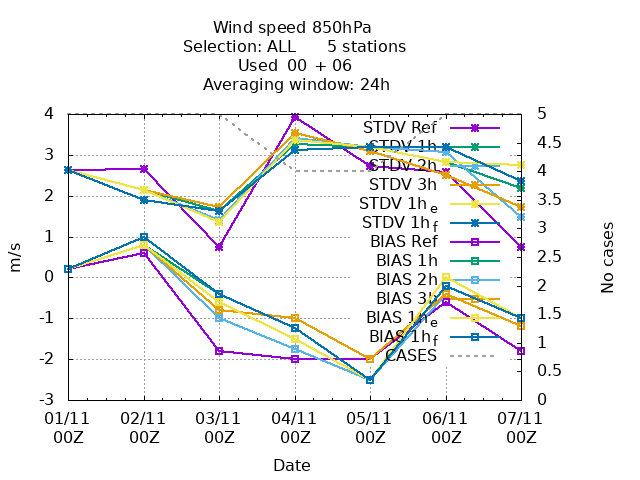 Wind speed 850hPa
Selection: ALL 5 stations
Used 00 + 06
Averaging window: 24h
4
3
2
1
0
-1
-2
-3
m/s
5
4.5
4
3.5
3
2.5
2
1.5
1
0.5
0
No cases
STDV Ref
STDV 1h
STDV 2h
STDV 3h
STDV 1h e
STDV 1h f
BIAS Ref
BIAS 1h
BIAS 2h
BIAS 3h
BIAS 1h e
BIAS 1h f
CASES
01/11 02/11 03/11 04/11 05/11 06/11 07/11
00Z 00Z 00Z 00Z 00Z 00Z 00Z
Date